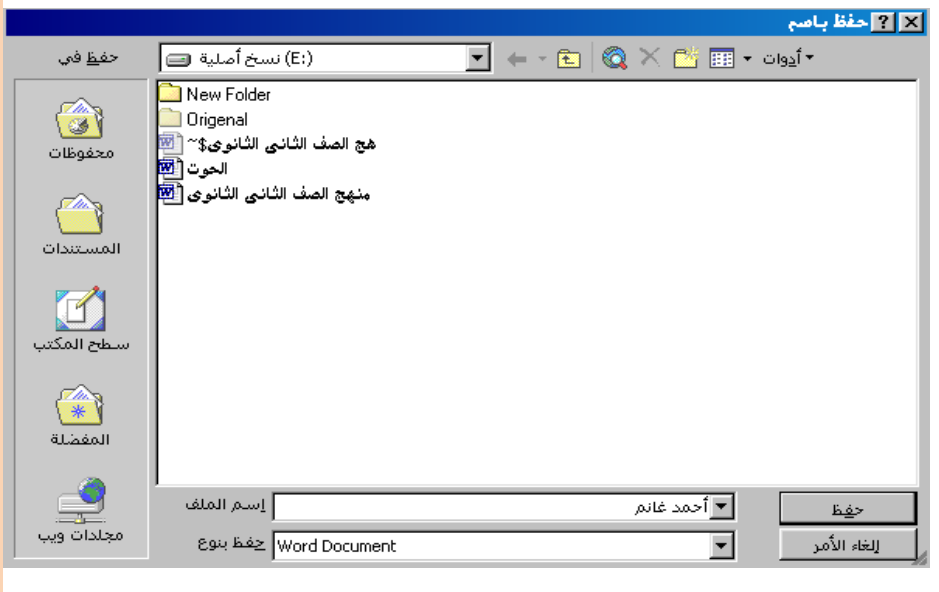 حفظ باسم
حفظ في
نسخ أصلية (E:)
أدوات
New Folder
Origenal
هج الصف الثانى الثانوى$~
الحوت
منهج الصف الثانى الثانوى
محفوظات
المستندات
سطح المكتب
المفضلة
مجلدات ويب
إسم الملف
أحمد غانم
حفظ
حفظ بنوع
Word Document
إلغاء الأمر